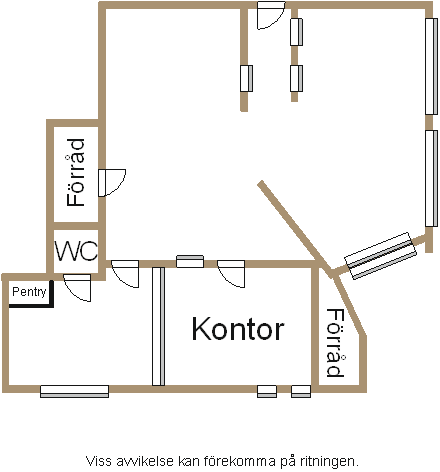 Förråd
WC
Pentry
Kontor
Förråd
Viss avvikelse kan förekomma på ritningen.